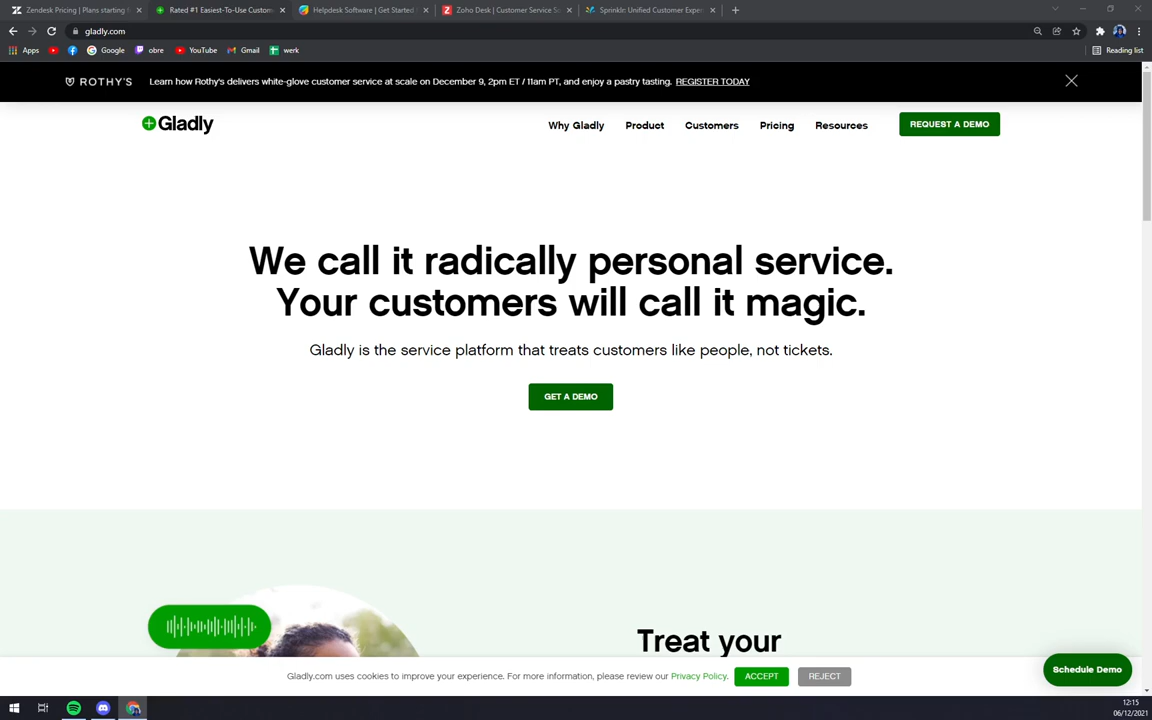 Zendesk Pricing | Plans starting f
Rated #1 Easiest-To-Use Custom
Helpdesk Software | Get Started
Zoho Desk | Customer Service So
Sprinklr: Unified Customer Exper
gladly.com
Apps
Google
obre
YouTube
Gmail
werk
Reading list
ROTHY'S
Learn how Rothy's delivers white-glove customer service at scale on December 9, 2pm ET / 11am PT, and enjoy a pastry tasting. REGISTER TODAY
Gladly
Why Gladly
Product
Customers
Pricing
Resources
REQUEST A DEMO
We call it radically personal service.
Your customers will call it magic.
Gladly is the service platform that treats customers like people, not tickets.
GET A DEMO
Treat your
Gladly.com uses cookies to improve your experience. For more information, please review our Privacy Policy.
ACCEPT
REJECT
Schedule Demo
12:15
06/12/2021